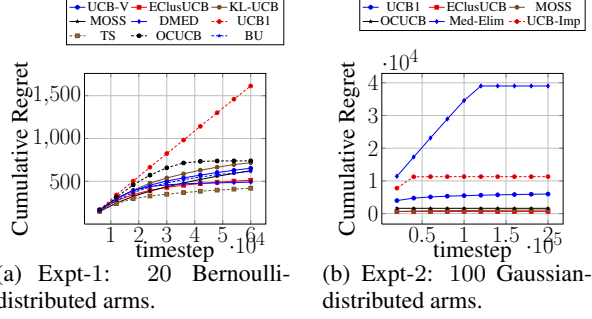 UCB-V EClusUCB KL-UCB
MOSS DMED UCB1
TS OCUCB BU
Cumulative Regret
1,500
1,000
500
1 2 3 4 5 6
timestep ·10^4
(a) Expt-1: 20 Bernoulli-
distributed arms.
UCB1 EClusUCB MOSS
OCUCB Med-Elim UCB-Imp
·10^4
Cumulative Regret
4
3
2
1
0
0.5 1 1.5 2
timestep ·10^5
(b) Expt-2: 100 Gaussian-
distributed arms.